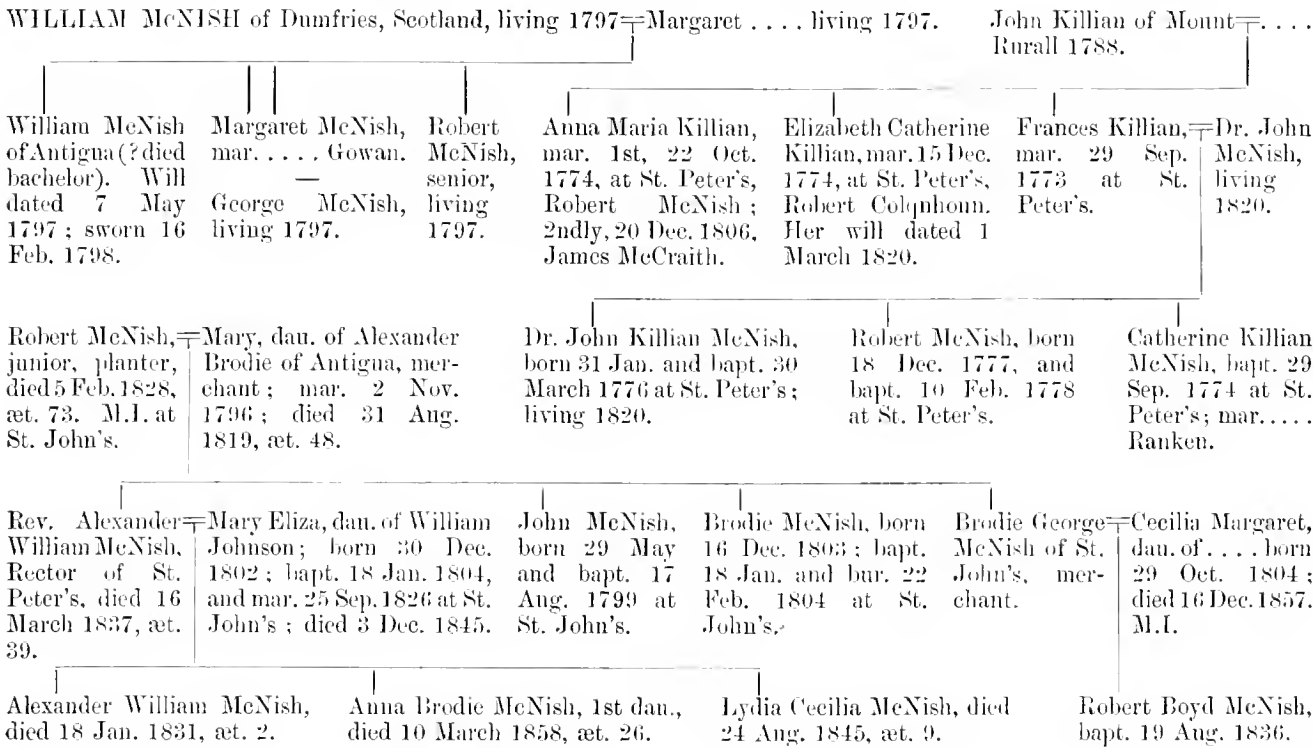 WILLIAM McNISH of Dumfries, Scotland, living 1797=Margaret . . . . living 1797.
John Killian of Mount=. . . .
Rurall 1788.
William McNish
of Antigua (? died
bachelor). Will
dated 7 May
1797 ; sworn 16
Feb. 1798.
Margaret McNish,
mar. . . . . Gowan.
—
George McNish,
living 1797.
Robert
McNish,
senior,
living
1797.
Anna Maria Killian,
mar. 1st, 22 Oct.
1774, at St. Peter's,
Robert McNish ;
2ndly, 20 Dec. 1806,
James McCraith.
Elizabeth Catherine
Killian, mar. 15 Dec.
1774, at St. Peter's,
Robert Colquhoun.
Her will dated 1
March 1820.
Frances Killian,=Dr. John
mar. 29 Sep. McNish,
1773 at St. living
Peter's. 1820.
Robert McNish,=Mary, dau. of Alexander
junior, planter, Brodie of Antigua, mer-
died 5 Feb. 1828, chant ; mar. 2 Nov.
æt. 73. M.I. at 1796 ; died 31 Aug.
St. John's. 1819, æt. 48.
Dr. John Killian McNish,
born 31 Jan. and bapt. 30
March 1776 at St. Peter's ;
living 1820.
Robert McNish, born
18 Dec. 1777, and
bapt. 10 Feb. 1778
at St. Peter's.
Catherine Killian
McNish, bapt. 29
Sep. 1774 at St.
Peter's ; mar. . . . .
Ranken.
Rev. Alexander=Mary Eliza, dau. of William
William McNish, Johnson ; born 30 Dec.
Rector of St. 1802 ; bapt. 18 Jan. 1804,
Peter's, died 16 and mar. 25 Sep. 1826 at St.
March 1837, æt. John's ; died 3 Dec. 1845.
39.
John McNish,
born 29 May
and bapt. 17
Aug. 1799 at
St. John's.
Brodie McNish, born
16 Dec. 1803 ; bapt.
18 Jan. and bur. 22
Feb. 1804 at St.
John's.
Brodie George=Cecilia Margaret,
McNish of St. dau. of . . . . born
John's, mer- 29 Oct. 1804 ;
chant. died 16 Dec. 1857.
M.I.
Alexander William McNish,
died 18 Jan. 1831, æt. 2.
Anna Brodie McNish, 1st dau.,
died 10 March 1858, æt. 26.
Lydia Cecilia McNish, died
24 Aug. 1845, æt. 9.
Robert Boyd McNish,
bapt. 19 Aug. 1836.